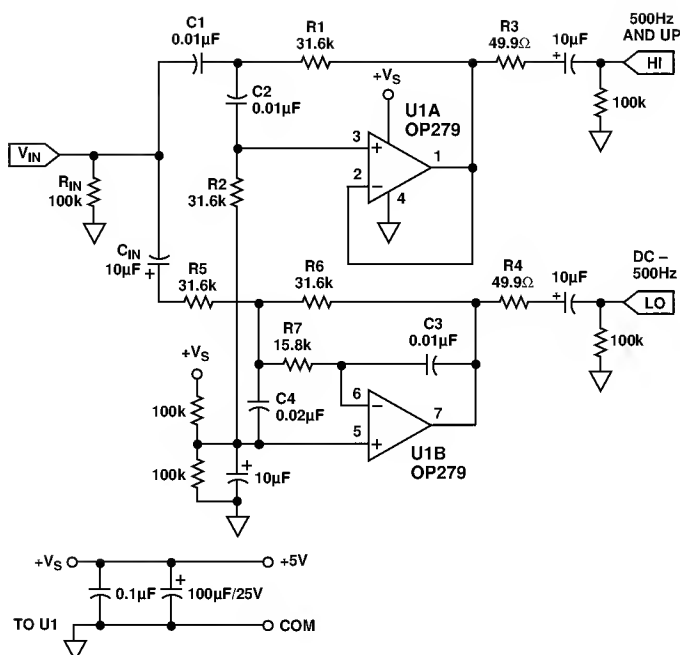 C1
0.01µF
R1
31.6k
R3
49.9Ω
10µF
+
500Hz
AND UP
HI
100k
C2
0.01µF
+VS
U1A
OP279
3
+
1
2
−
4
VIN
RIN
100k
R2
31.6k
CIN
10µF
+
R5
31.6k
R6
31.6k
R4
49.9Ω
10µF
+
DC –
500Hz
LO
100k
R7
15.8k
C3
0.01µF
+VS
100k
C4
0.02µF
6
−
7
5
+
U1B
OP279
100k
+
10µF
+VS
+5V
0.1µF
+
100µF/25V
TO U1
COM